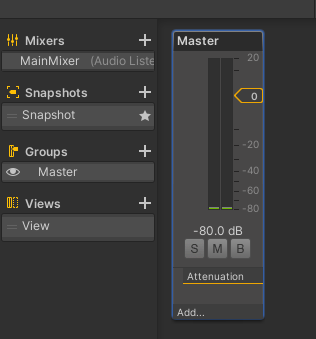 Mixers
MainMixer (Audio Liste
Snapshots
Snapshot
Groups
Master
Views
View
Master
20
0
-20
-40
-60
-80
-80.0 dB
S M B
Attenuation
Add...